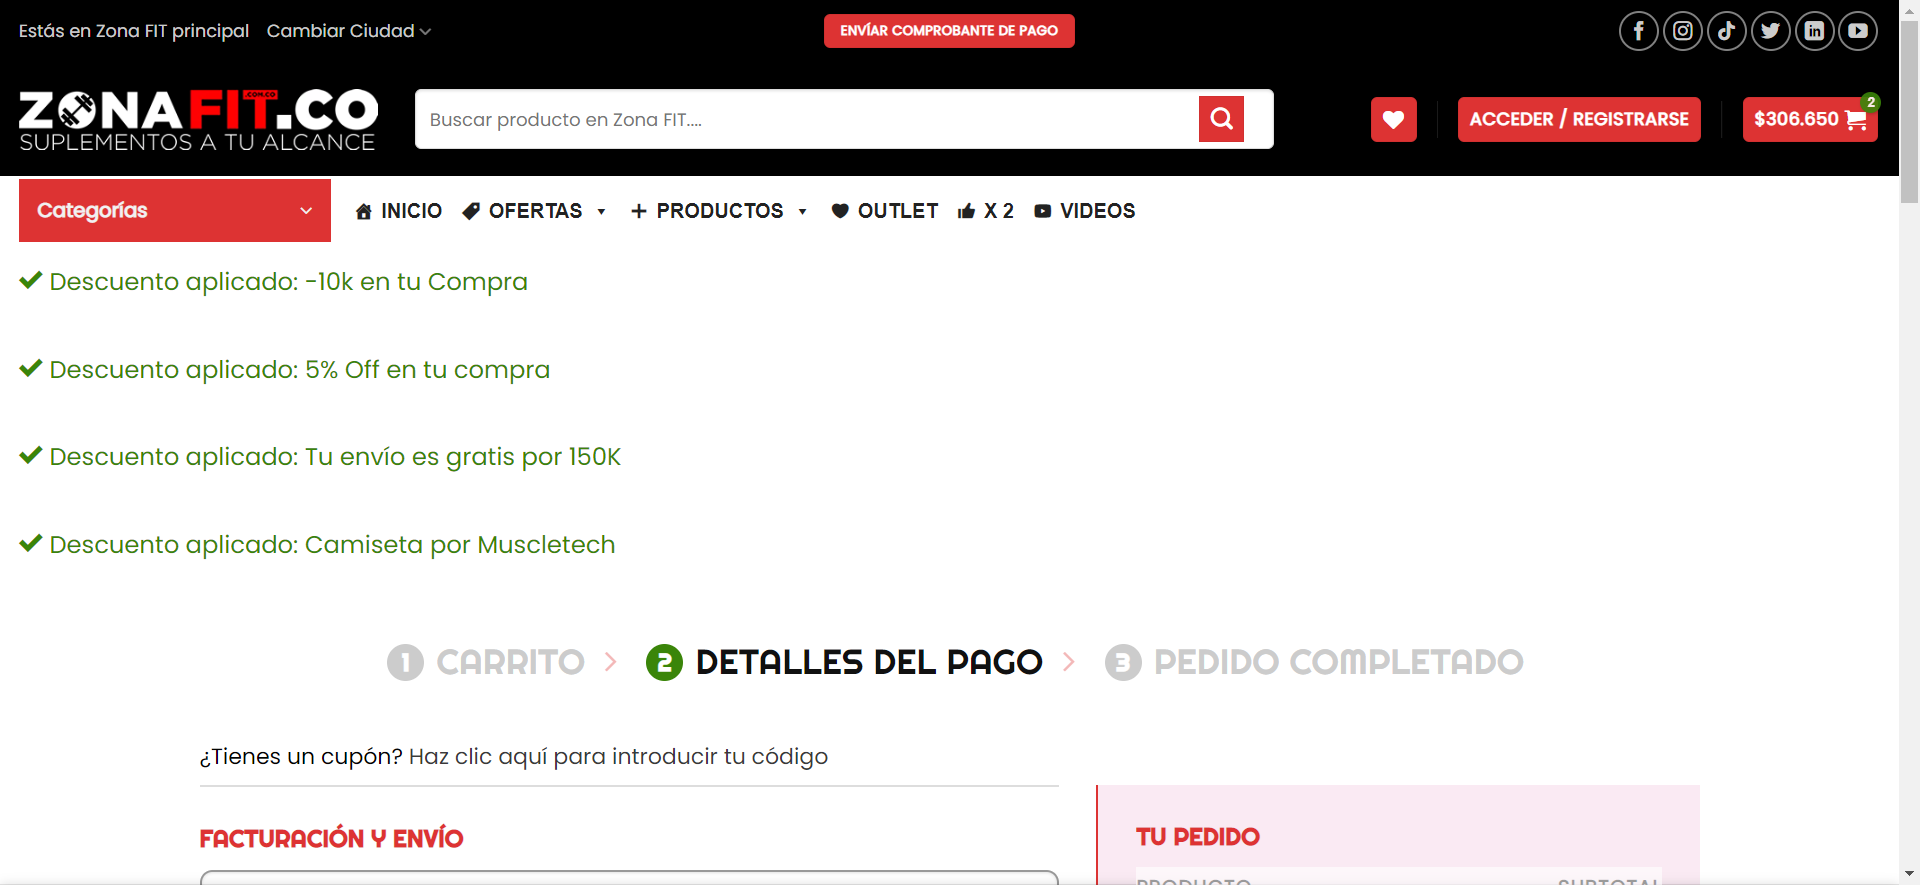 Estás en Zona FIT principal Cambiar Ciudad
ENVÍAR COMPROBANTE DE PAGO
ZONAFIT.CO
.COM.CO
SUPLEMENTOS A TU ALCANCE
Buscar producto en Zona FIT....
ACCEDER / REGISTRARSE
$306.650
2
Categorías
INICIO OFERTAS PRODUCTOS OUTLET X 2 VIDEOS
Descuento aplicado: -10k en tu Compra
Descuento aplicado: 5% Off en tu compra
Descuento aplicado: Tu envío es gratis por 150K
Descuento aplicado: Camiseta por Muscletech
1 CARRITO 2 DETALLES DEL PAGO 3 PEDIDO COMPLETADO
¿Tienes un cupón? Haz clic aquí para introducir tu código
FACTURACIÓN Y ENVÍO
TU PEDIDO
PRODUCTO SUBTOTAL